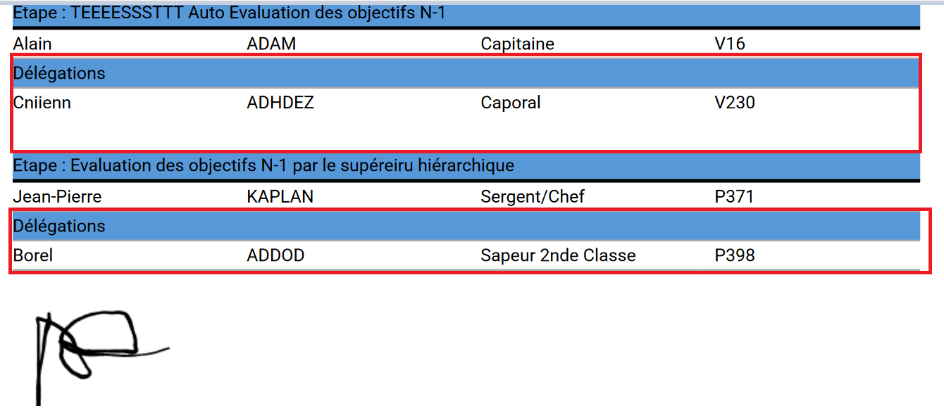 Etape : TEEEESSSTTT Auto Evaluation des objectifs N-1
Alain ADAM Capitaine V16
Délégations
Cniienn ADHDEZ Caporal V230
Etape : Evaluation des objectifs N-1 par le supéreiru hiérarchique
Jean-Pierre KAPLAN Sergent/Chef P371
Délégations
Borel ADDOD Sapeur 2nde Classe P398